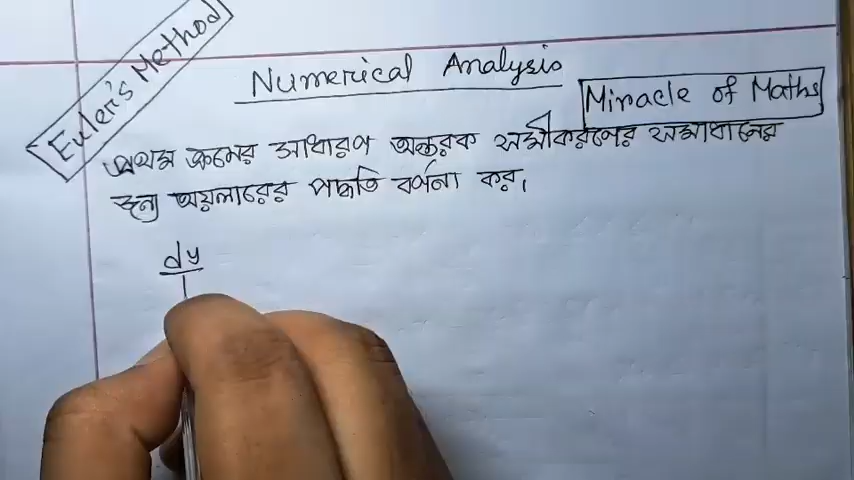 Euler's Method
Numerical Analysis
Miracle of Maths
প্রথম ক্রমের সাধারণ অন্তরক সমীকরণের সমাধানের
জন্য অয়লারের পদ্ধতি বর্ণনা কর।
dy